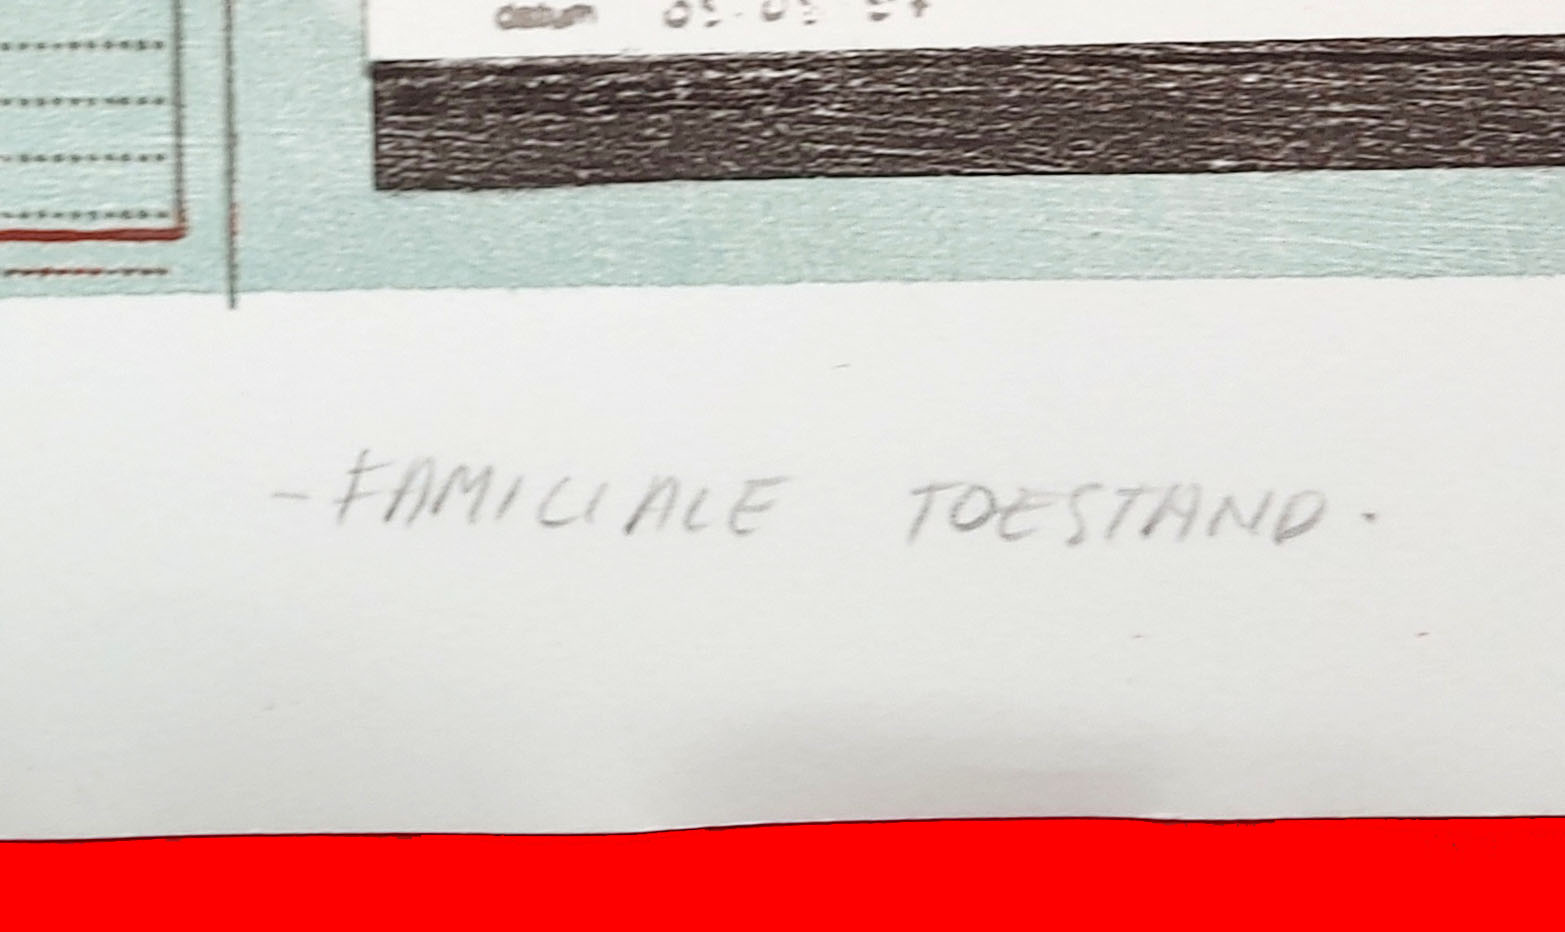 datum
- FAMILIALE TOESTAND.